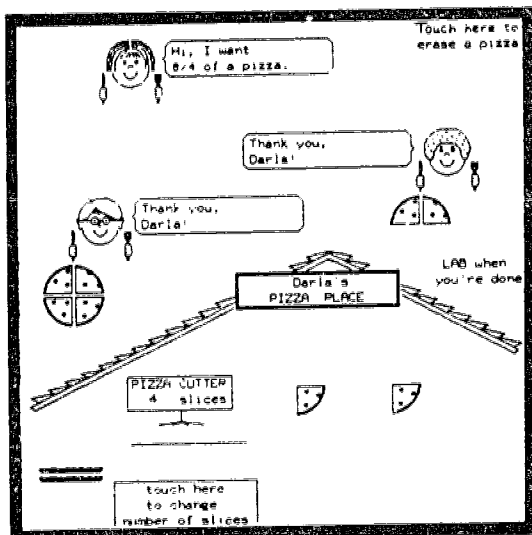 Touch here to
erase a pizza
Hi, I want
8/4 of a pizza.
Thank you,
Darla!
Thank you,
Darla!
LAB when
you're done
Darla's
PIZZA PLACE
PIZZA CUTTER
4 slices
touch here
to change
number of slices